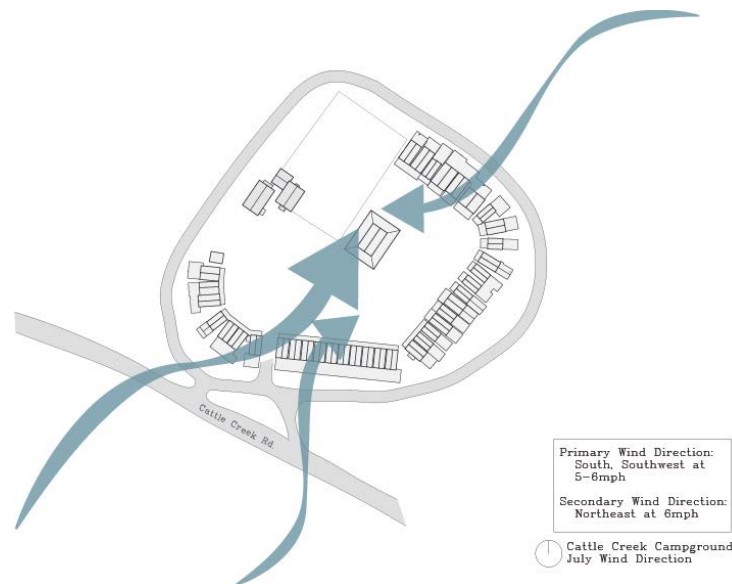 Cattle Creek Rd.
Primary Wind Direction:
South, Southwest at
5-6mph
Secondary Wind Direction:
Northeast at 6mph
Cattle Creek Campground
July Wind Direction